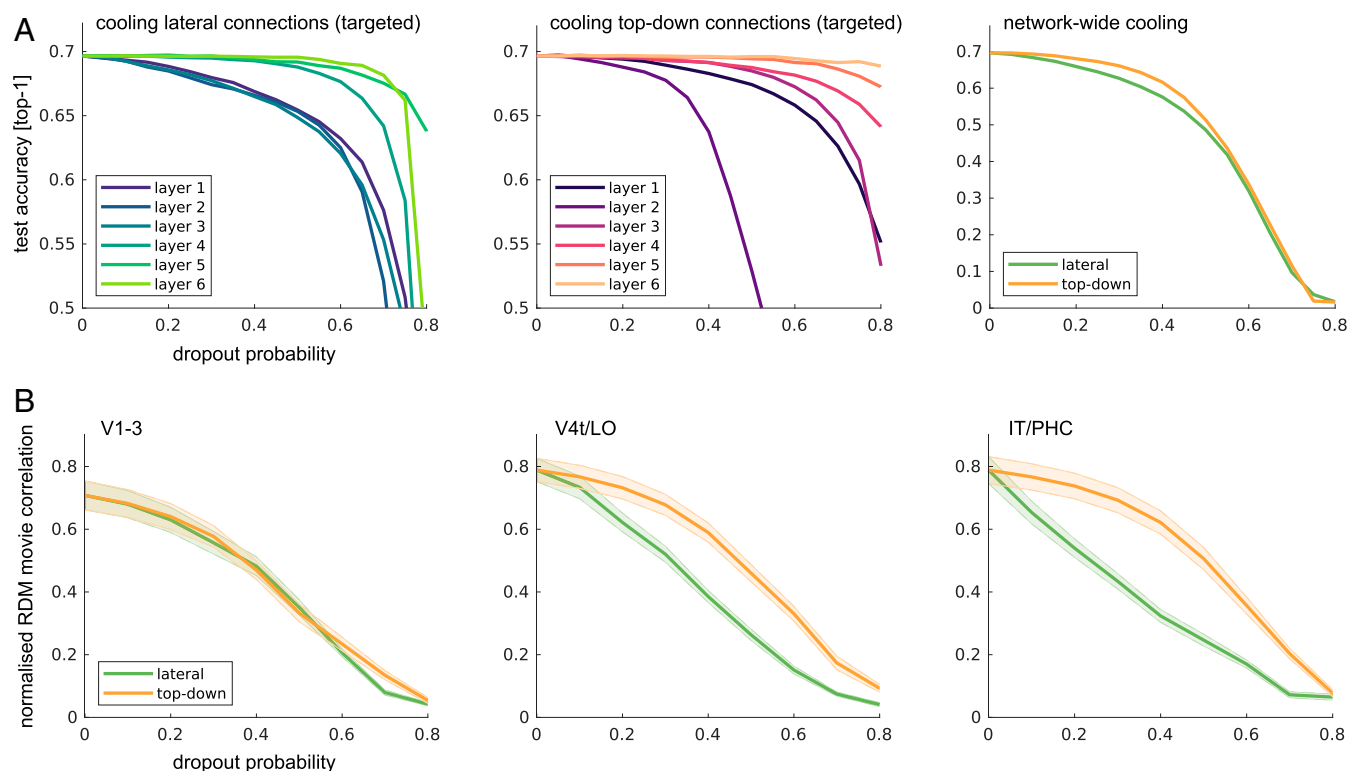 A
cooling lateral connections (targeted)
cooling top-down connections (targeted)
network-wide cooling
test accuracy [top-1]
0.7
0.65
0.6
0.55
0.5
layer 1
layer 2
layer 3
layer 4
layer 5
layer 6
0
0.2
0.4
0.6
0.8
dropout probability
0.7
0.65
0.6
0.55
0.5
layer 1
layer 2
layer 3
layer 4
layer 5
layer 6
0
0.2
0.4
0.6
0.8
0.7
0.6
0.5
0.4
0.3
0.2
0.1
0
lateral
top-down
0
0.2
0.4
0.6
0.8
B
V1-3
V4t/LO
IT/PHC
normalised RDM movie correlation
0.8
0.6
0.4
0.2
0
lateral
top-down
0
0.2
0.4
0.6
0.8
dropout probability
0.8
0.6
0.4
0.2
0
0
0.2
0.4
0.6
0.8
0.8
0.6
0.4
0.2
0
0
0.2
0.4
0.6
0.8